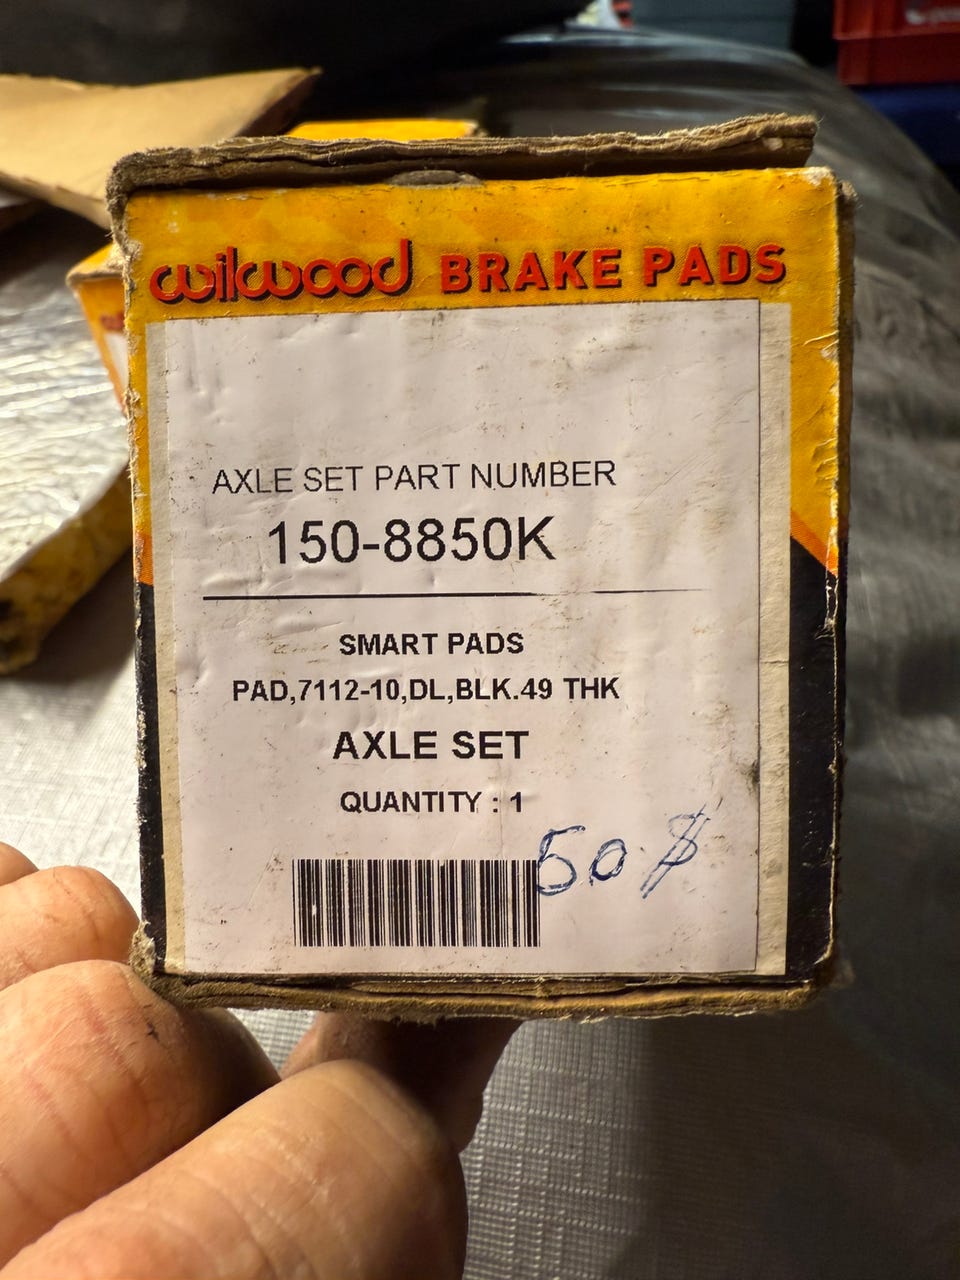 wilwood BRAKE PADS
AXLE SET PART NUMBER
150-8850K
SMART PADS
PAD,7112-10,DL,BLK.49 THK
AXLE SET
QUANTITY : 1
50 $